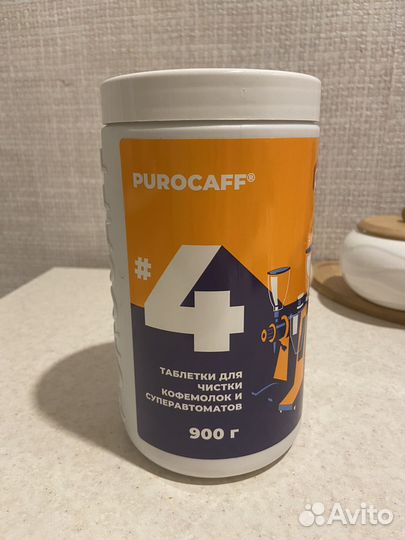 PUROCAFF®
#4
ТАБЛЕТКИ ДЛЯ
ЧИСТКИ
КОФЕМОЛОК И
СУПЕРАВТОМАТОВ
900 г
Avito